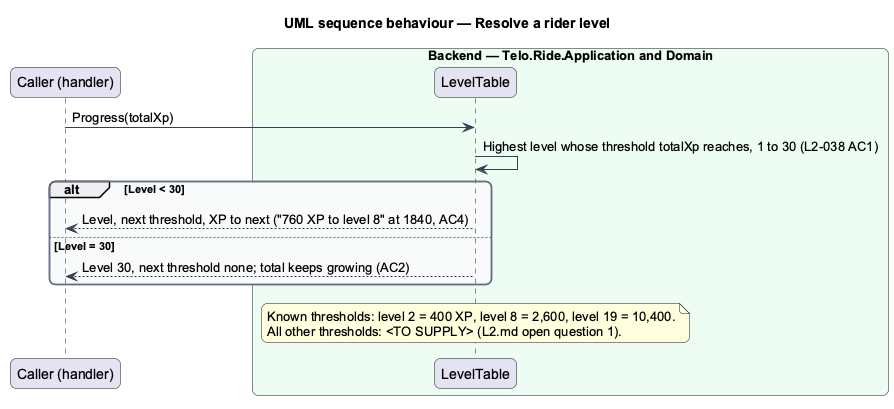 UML sequence behaviour — Resolve a rider level
Backend — Telo.Ride.Application and Domain
Caller (handler)
LevelTable
Progress(totalXp)
Highest level whose threshold totalXp reaches, 1 to 30 (L2-038 AC1)
alt
[Level < 30]
Level, next threshold, XP to next ("760 XP to level 8" at 1840, AC4)
[Level = 30]
Level 30, next threshold none; total keeps growing (AC2)
Known thresholds: level 2 = 400 XP, level 8 = 2,600, level 19 = 10,400.
All other thresholds: <TO SUPPLY> (L2.md open question 1).
Caller (handler)
LevelTable